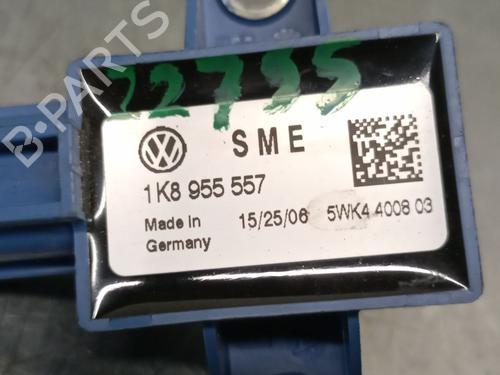 22735
SME
1K8 955 557
Made in
Germany
15/25/06
5WK4 4008 03
B-PARTS